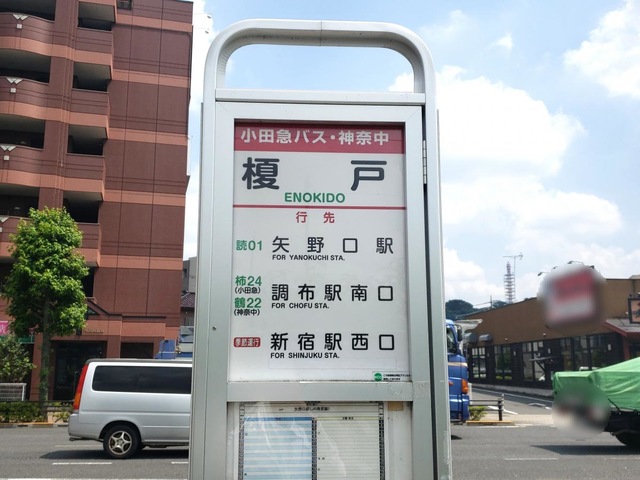 小田急バス・神奈中
榎戸
ENOKIDO
行先
読01 矢野口駅
FOR YANOKUCHI STA.
柿24
(小田急)
鶴22
(神奈中)
調布駅南口
FOR CHOFU STA.
季節運行 新宿駅西口
FOR SHINJUKU STA.